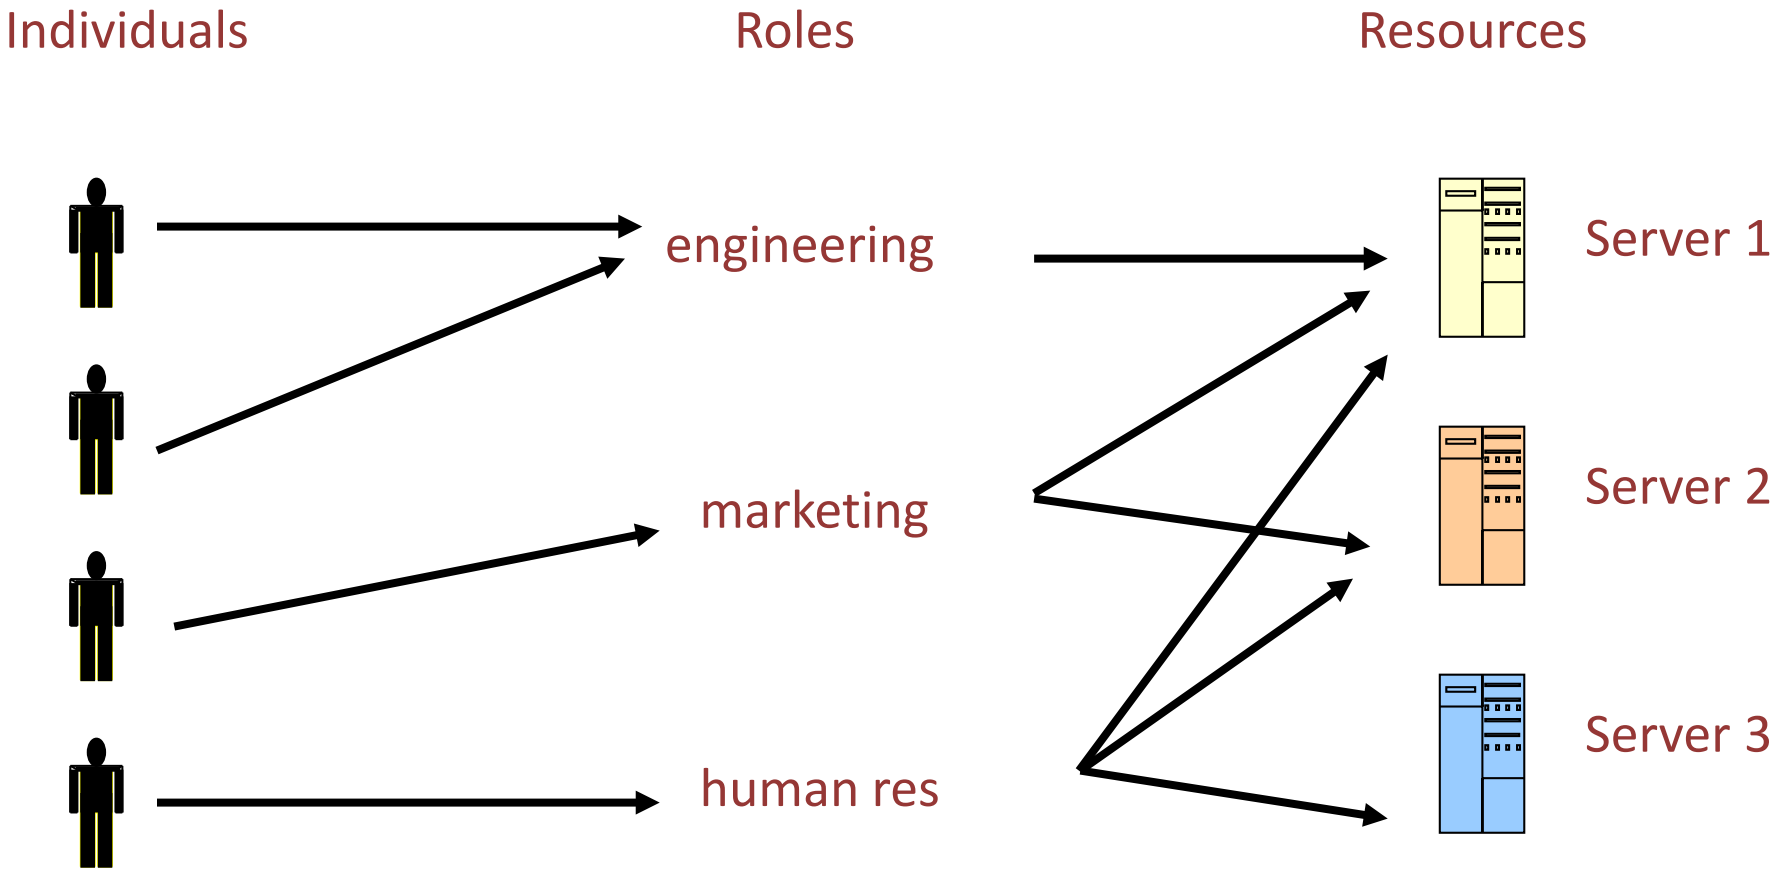 Individuals Roles Resources
engineering
Server 1
marketing
Server 2
human res
Server 3